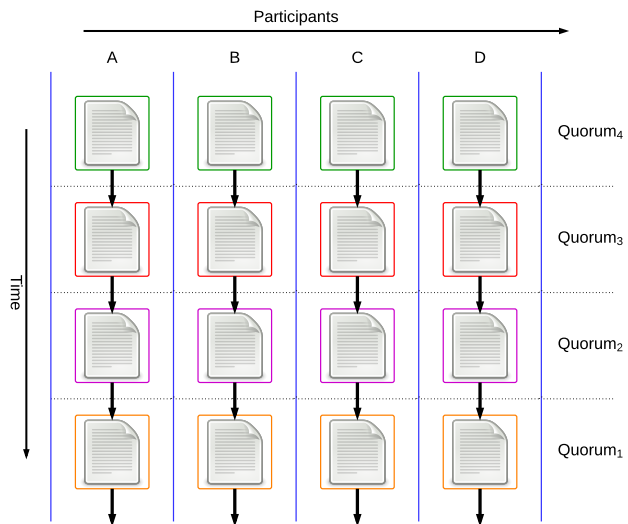 Participants
A B C D
Quorum₄
Quorum₃
Time
Quorum₂
Quorum₁